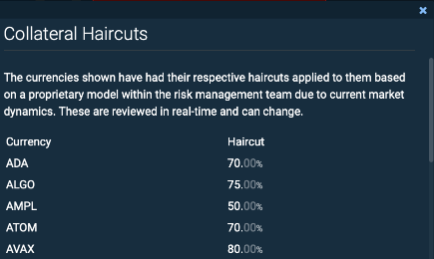 Collateral Haircuts
The currencies shown have had their respective haircuts applied to them based
on a proprietary model within the risk management team due to current market
dynamics. These are reviewed in real-time and can change.
Currency Haircut
ADA 70.00%
ALGO 75.00%
AMPL 50.00%
ATOM 70.00%
AVAX 80.00%